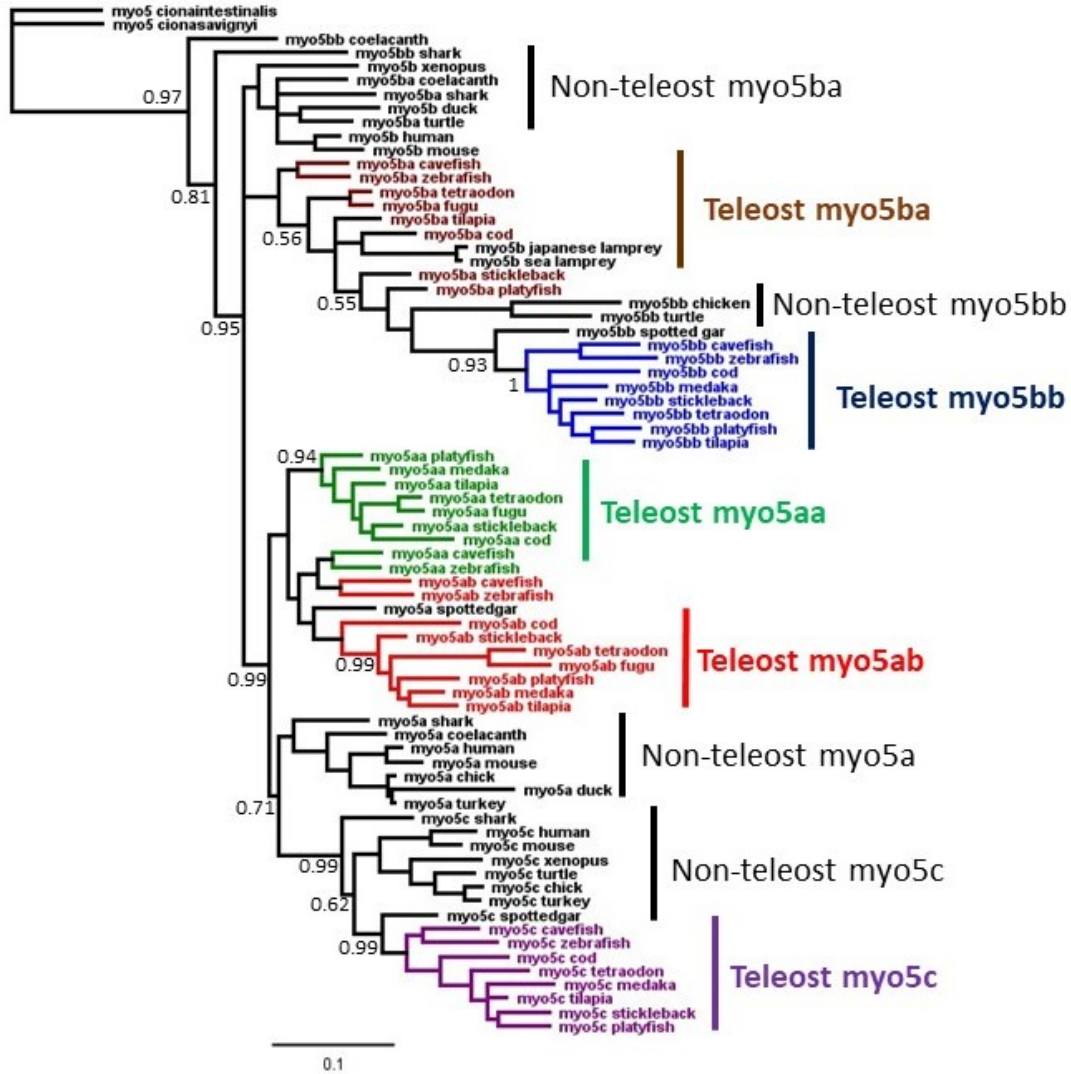 myo5 cionaintestinalis
myo5 cionasavignyi
myo5bb coelacanth
myo5bb shark
myo5b xenopus
myo5ba coelacanth
Non-teleost myo5ba
0.97
myo5ba shark
myo5b duck
myo5ba turtle
myo5b human
myo5b mouse
myo5ba cavefish
myo5ba zebrafish
0.81
myo5ba tetraodon
myo5ba fugu
Teleost myo5ba
myo5ba tilapia
myo5ba cod
0.56
myo5b japanese lamprey
myo5b sea lamprey
myo5ba stickleback
myo5ba platyfish
0.55
myo5bb chicken
Non-teleost myo5bb
myo5bb turtle
0.95
myo5bb spotted gar
myo5bb cavefish
myo5bb zebrafish
0.93
myo5bb cod
1
myo5bb medaka
myo5bb stickleback
Teleost myo5bb
myo5bb tetraodon
myo5bb platyfish
myo5bb tilapia
0.94
myo5aa platyfish
myo5aa medaka
myo5aa tilapia
myo5aa tetraodon
myo5aa fugu
Teleost myo5aa
myo5aa stickleback
myo5aa cod
myo5aa cavefish
myo5aa zebrafish
myo5ab cavefish
myo5ab zebrafish
myo5a spottedgar
myo5ab cod
myo5ab stickleback
myo5ab tetraodon
0.99
myo5ab fugu
Teleost myo5ab
0.99
myo5ab platyfish
myo5ab medaka
myo5ab tilapia
myo5a shark
myo5a coelacanth
myo5a human
Non-teleost myo5a
myo5a mouse
myo5a chick
myo5a duck
myo5a turkey
0.71
myo5c shark
myo5c human
myo5c mouse
myo5c xenopus
0.99
Non-teleost myo5c
myo5c turtle
myo5c chick
myo5c turkey
0.62
myo5c spottedgar
myo5c cavefish
myo5c zebrafish
0.99
myo5c cod
myo5c tetraodon
Teleost myo5c
myo5c medaka
myo5c tilapia
myo5c stickleback
myo5c platyfish
0.1